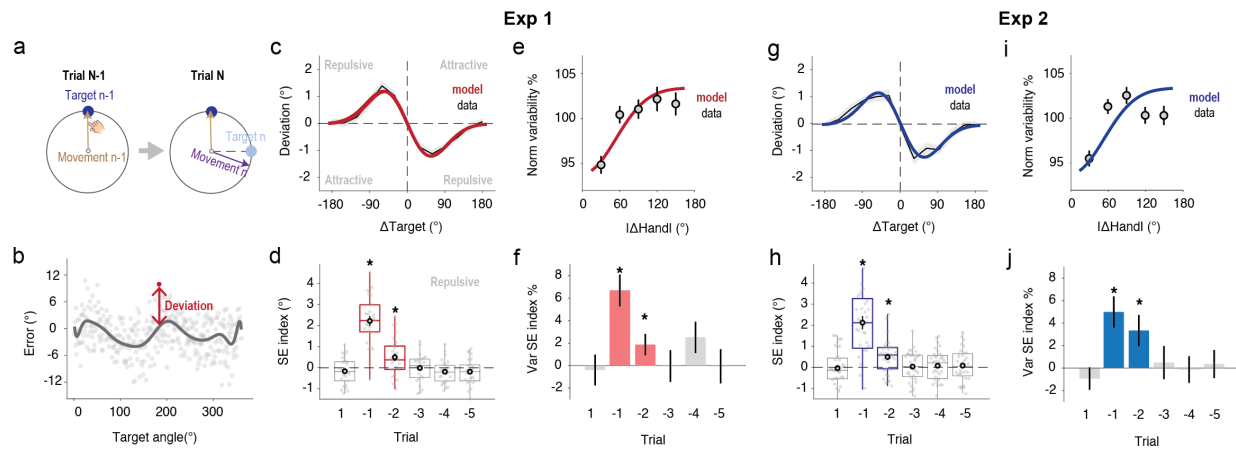 Exp 1
Exp 2
a
Trial N-1
Trial N
Target n-1
Movement n-1
Target n
Movement n
c
Deviation (°)
2
1
0
-1
-2
Repulsive
Attractive
model
data
Attractive
Repulsive
-180
-90
0
90
180
ΔTarget (°)
e
Norm variability %
105
100
95
model
data
0
60
120
180
IΔHandI (°)
g
Deviation (°)
2
1
0
-1
-2
model
data
-180
-90
0
90
180
ΔTarget (°)
i
Norm variability %
105
100
95
model
data
0
60
120
180
IΔHandI (°)
b
Error (°)
12
6
0
-6
-12
Deviation
0
100
200
300
Target angle(°)
d
SE index (°)
4
3
2
1
0
-1
Repulsive
*
*
1
-1
-2
-3
-4
-5
Trial
f
Var SE index %
8
6
4
2
0
-2
*
*
1
-1
-2
-3
-4
-5
Trial
h
SE index (°)
5
4
3
2
1
0
-1
*
*
1
-1
-2
-3
-4
-5
Trial
j
Var SE index %
8
6
4
2
0
-2
*
*
1
-1
-2
-3
-4
-5
Trial